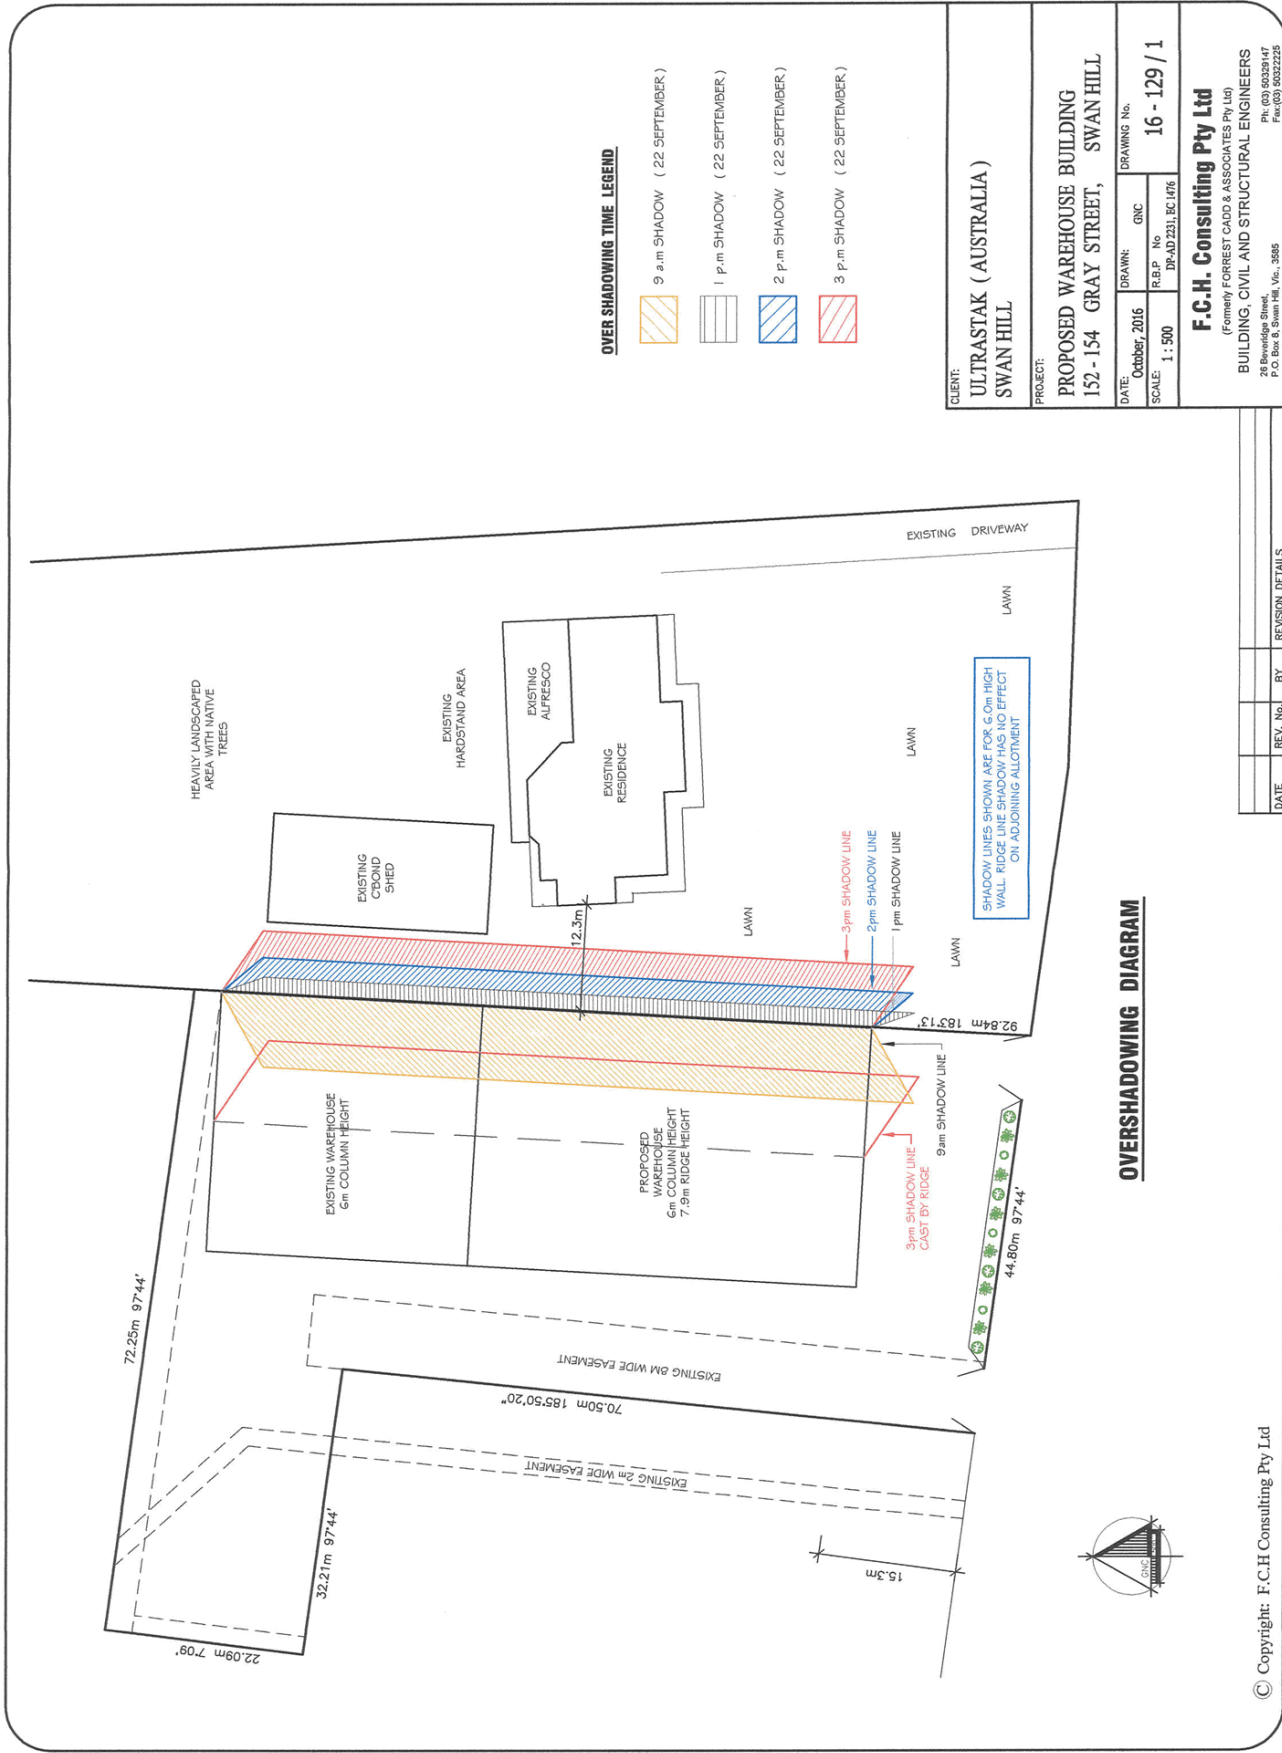 OVER SHADOWING TIME LEGEND
9 a.m SHADOW ( 22 SEPTEMBER )
1 p.m SHADOW ( 22 SEPTEMBER )
2 p.m SHADOW ( 22 SEPTEMBER )
3 p.m SHADOW ( 22 SEPTEMBER )
HEAVILY LANDSCAPED
AREA WITH NATIVE
TREES
EXISTING
HARDSTAND AREA
EXISTING
ALFRESCO
EXISTING
RESIDENCE
EXISTING
C'BOND
SHED
EXISTING DRIVEWAY
LAWN
LAWN
LAWN
LAWN
12.3m
3pm SHADOW LINE
2pm SHADOW LINE
1pm SHADOW LINE
SHADOW LINES SHOWN ARE FOR 6.0m HIGH
WALL. RIDGE LINE SHADOW HAS NO EFFECT
ON ADJOINING ALLOTMENT
92.84m 183°13'
9am SHADOW LINE
3pm SHADOW LINE
CAST BY RIDGE
EXISTING WAREHOUSE
6m COLUMN HEIGHT
PROPOSED
WAREHOUSE
6m COLUMN HEIGHT
7.9m RIDGE HEIGHT
72.25m 97°44'
44.80m 97°44'
EXISTING 8M WIDE EASEMENT
70.50m 185°50'20"
EXISTING 2m WIDE EASEMENT
32.21m 97°44'
22.09m 7°09'
15.3m
GNC
OVERSHADOWING DIAGRAM
CLIENT:
ULTRASTAK ( AUSTRALIA )
SWAN HILL
PROJECT:
PROPOSED WAREHOUSE BUILDING
152 - 154 GRAY STREET, SWAN HILL
DATE:
October, 2016
DRAWN:
GNC
DRAWING No.
16 - 129 / 1
SCALE:
1 : 500
R.B.P No
DP-AD 2231, EC 1476
F.C.H. Consulting Pty Ltd
(Formerly FORREST CADD & ASSOCIATES Pty Ltd)
BUILDING, CIVIL AND STRUCTURAL ENGINEERS
26 Beveridge Street,
P.O. Box 8, Swan Hill, Vic., 3585
Ph: (03) 50329147
Fax:(03) 50322225
DATE REV. No. BY REVISION DETAILS
© Copyright: F.C.H Consulting Pty Ltd